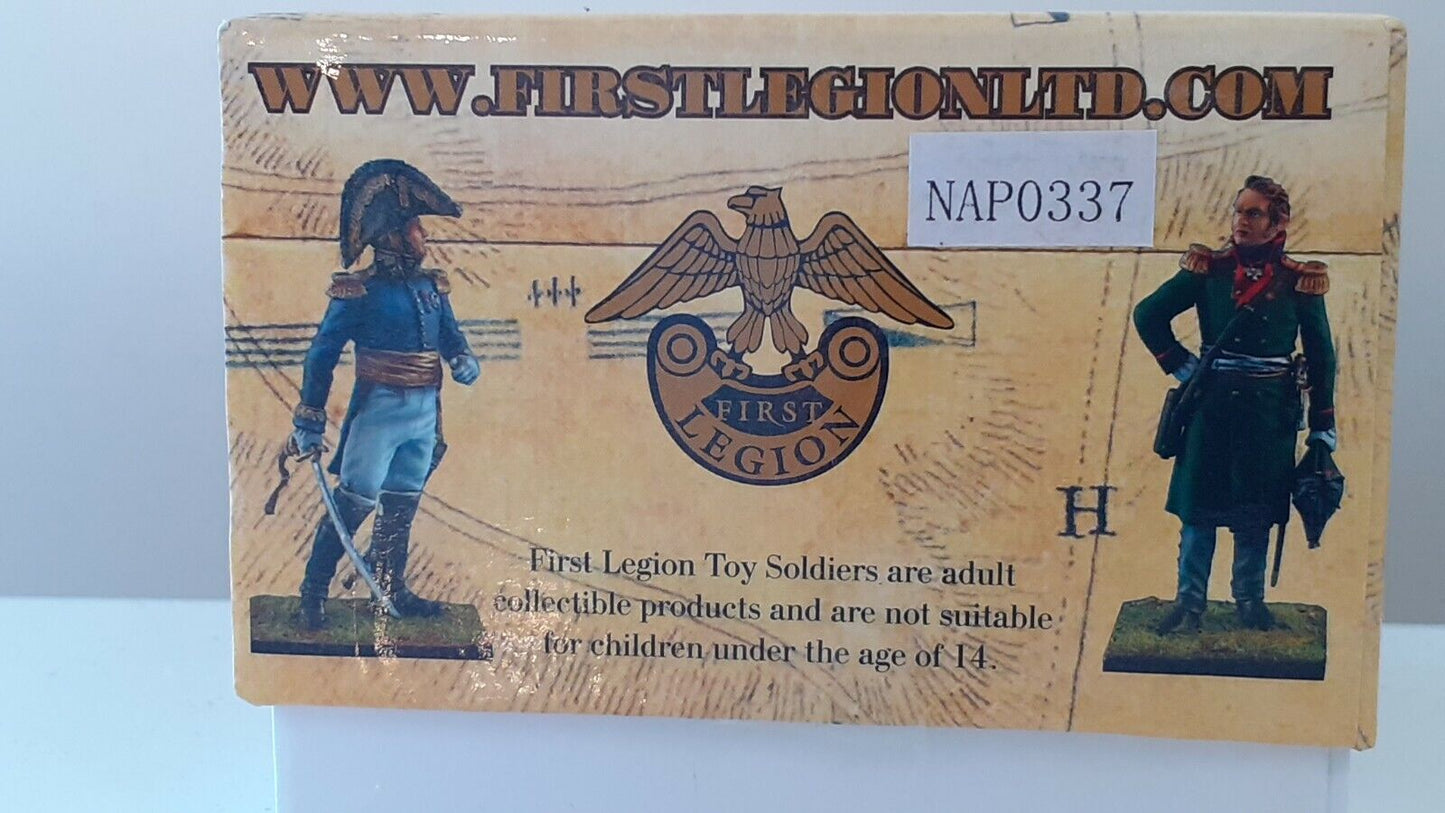 WWW.FIRSTLEGIONLTD.COM
NAP0337
FIRST
LEGION
H
First Legion Toy Soldiers are adult
collectible products and are not suitable
for children under the age of 14.